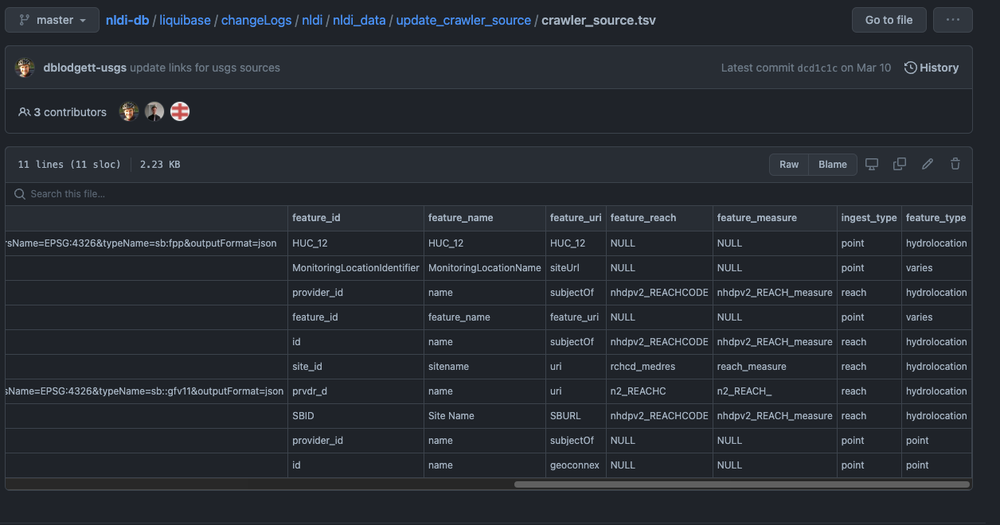 master nldi-db / liquibase / changeLogs / nldi / nldi_data / update_crawler_source / crawler_source.tsv Go to file ...
dblodgett-usgs update links for usgs sources Latest commit dcd1c1c on Mar 10 History
3 contributors
11 lines (11 sloc) 2.23 KB Raw Blame
Search this file...
feature_id feature_name feature_uri feature_reach feature_measure ingest_type feature_type
rsName=EPSG:4326&typeName=sb:fpp&outputFormat=json HUC_12 HUC_12 HUC_12 NULL NULL point hydrolocation
MonitoringLocationIdentifier MonitoringLocationName siteUrl NULL NULL point varies
provider_id name subjectOf nhdpv2_REACHCODE nhdpv2_REACH_measure reach hydrolocation
feature_id feature_name feature_uri NULL NULL point varies
id name subjectOf nhdpv2_REACHCODE nhdpv2_REACH_measure reach hydrolocation
site_id sitename uri rchcd_medres reach_measure reach hydrolocation
sName=EPSG:4326&typeName=sb::gfv11&outputFormat=json prvdr_d name uri n2_REACHC n2_REACH_ reach hydrolocation
SBID Site Name SBURL nhdpv2_REACHCODE nhdpv2_REACH_measure reach hydrolocation
provider_id name subjectOf NULL NULL point point
id name geoconnex NULL NULL point point